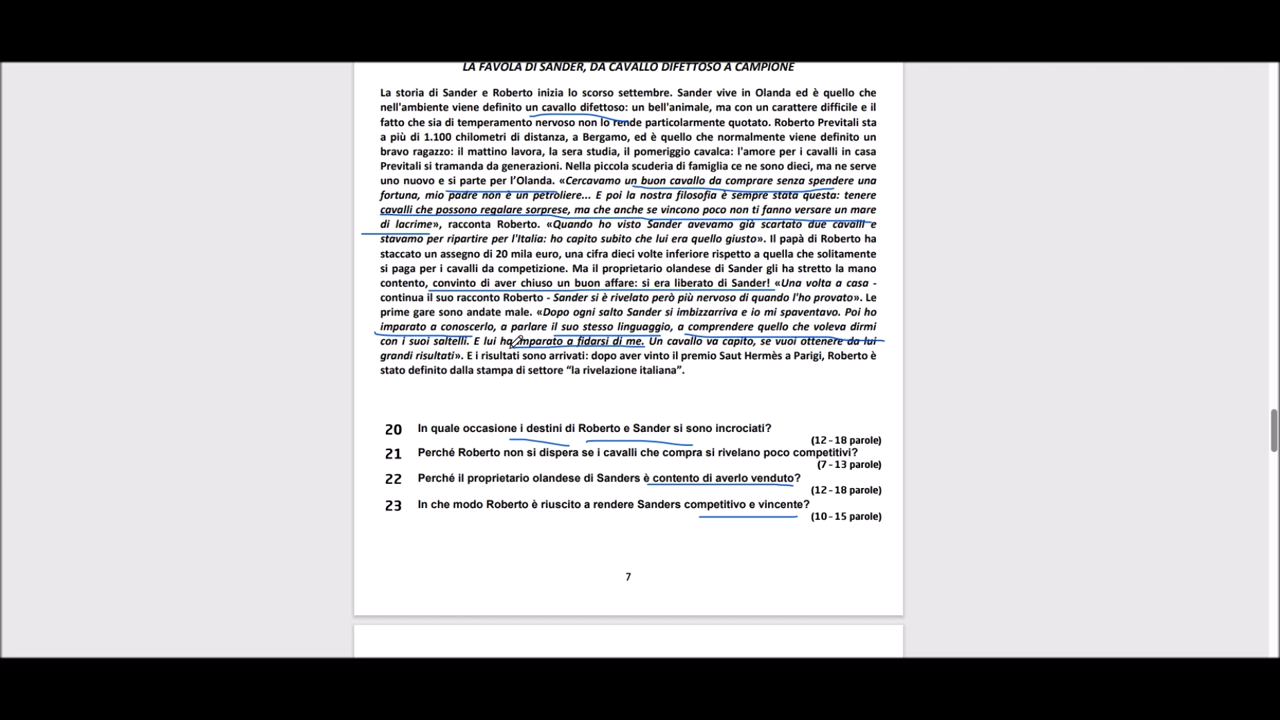 LA FAVOLA DI SANDER, DA CAVALLO DIFETTOSO A CAMPIONE
La storia di Sander e Roberto inizia lo scorso settembre. Sander vive in Olanda ed è quello che
nell'ambiente viene definito un cavallo difettoso: un bell'animale, ma con un carattere difficile e il
fatto che sia di temperamento nervoso non lo rende particolarmente quotato. Roberto Previtali sta
a più di 1.100 chilometri di distanza, a Bergamo, ed è quello che normalmente viene definito un
bravo ragazzo: il mattino lavora, la sera studia, il pomeriggio cavalca: l'amore per i cavalli in casa
Previtali si tramanda da generazioni. Nella piccola scuderia di famiglia ce ne sono dieci, ma ne serve
uno nuovo e si parte per l'Olanda. «Cercavamo un buon cavallo da comprare senza spendere una
fortuna, mio padre non è un petroliere... E poi la nostra filosofia è sempre stata questa: tenere
cavalli che possono regalare sorprese, ma che anche se vincono poco non ti fanno versare un mare
di lacrime», racconta Roberto. «Quando ho visto Sander avevamo già scartato due cavalli e
stavamo per ripartire per l'Italia: ho capito subito che lui era quello giusto». Il papà di Roberto ha
staccato un assegno di 20 mila euro, una cifra dieci volte inferiore rispetto a quella che solitamente
si paga per i cavalli da competizione. Ma il proprietario olandese di Sander gli ha stretto la mano
contento, convinto di aver chiuso un buon affare: si era liberato di Sander! «Una volta a casa -
continua il suo racconto Roberto - Sander si è rivelato però più nervoso di quando l'ho provato». Le
prime gare sono andate male. «Dopo ogni salto Sander si imbizzarriva e io mi spaventavo. Poi ho
imparato a conoscerlo, a parlare il suo stesso linguaggio, a comprendere quello che voleva dirmi
con i suoi saltelli. E lui ha imparato a fidarsi di me. Un cavallo va capito, se vuoi ottenere da lui
grandi risultati». E i risultati sono arrivati: dopo aver vinto il premio Saut Hermès a Parigi, Roberto è
stato definito dalla stampa di settore “la rivelazione italiana”.
20 In quale occasione i destini di Roberto e Sander si sono incrociati?
(12 - 18 parole)
21 Perché Roberto non si dispera se i cavalli che compra si rivelano poco competitivi?
(7 - 13 parole)
22 Perché il proprietario olandese di Sanders è contento di averlo venduto?
(12 - 18 parole)
23 In che modo Roberto è riuscito a rendere Sanders competitivo e vincente?
(10 - 15 parole)
7